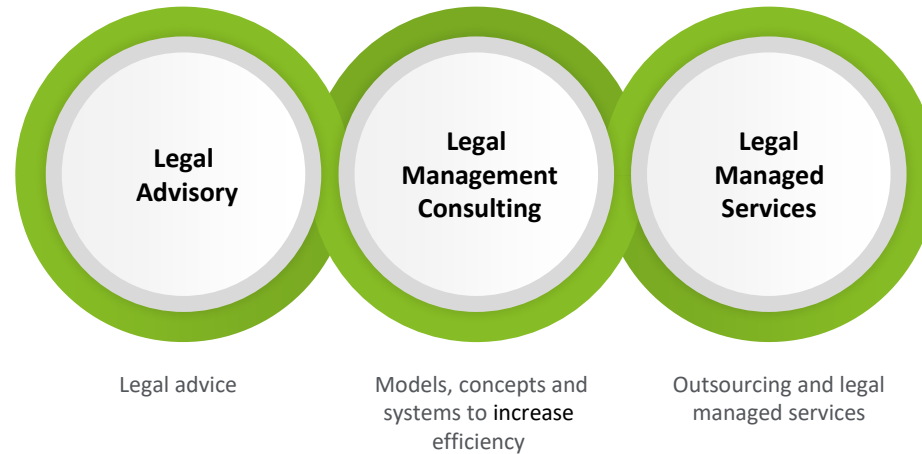 Legal
Advisory
Legal
Management
Consulting
Legal
Managed
Services
Legal advice
Models, concepts and
systems to increase
efficiency
Outsourcing and legal
managed services